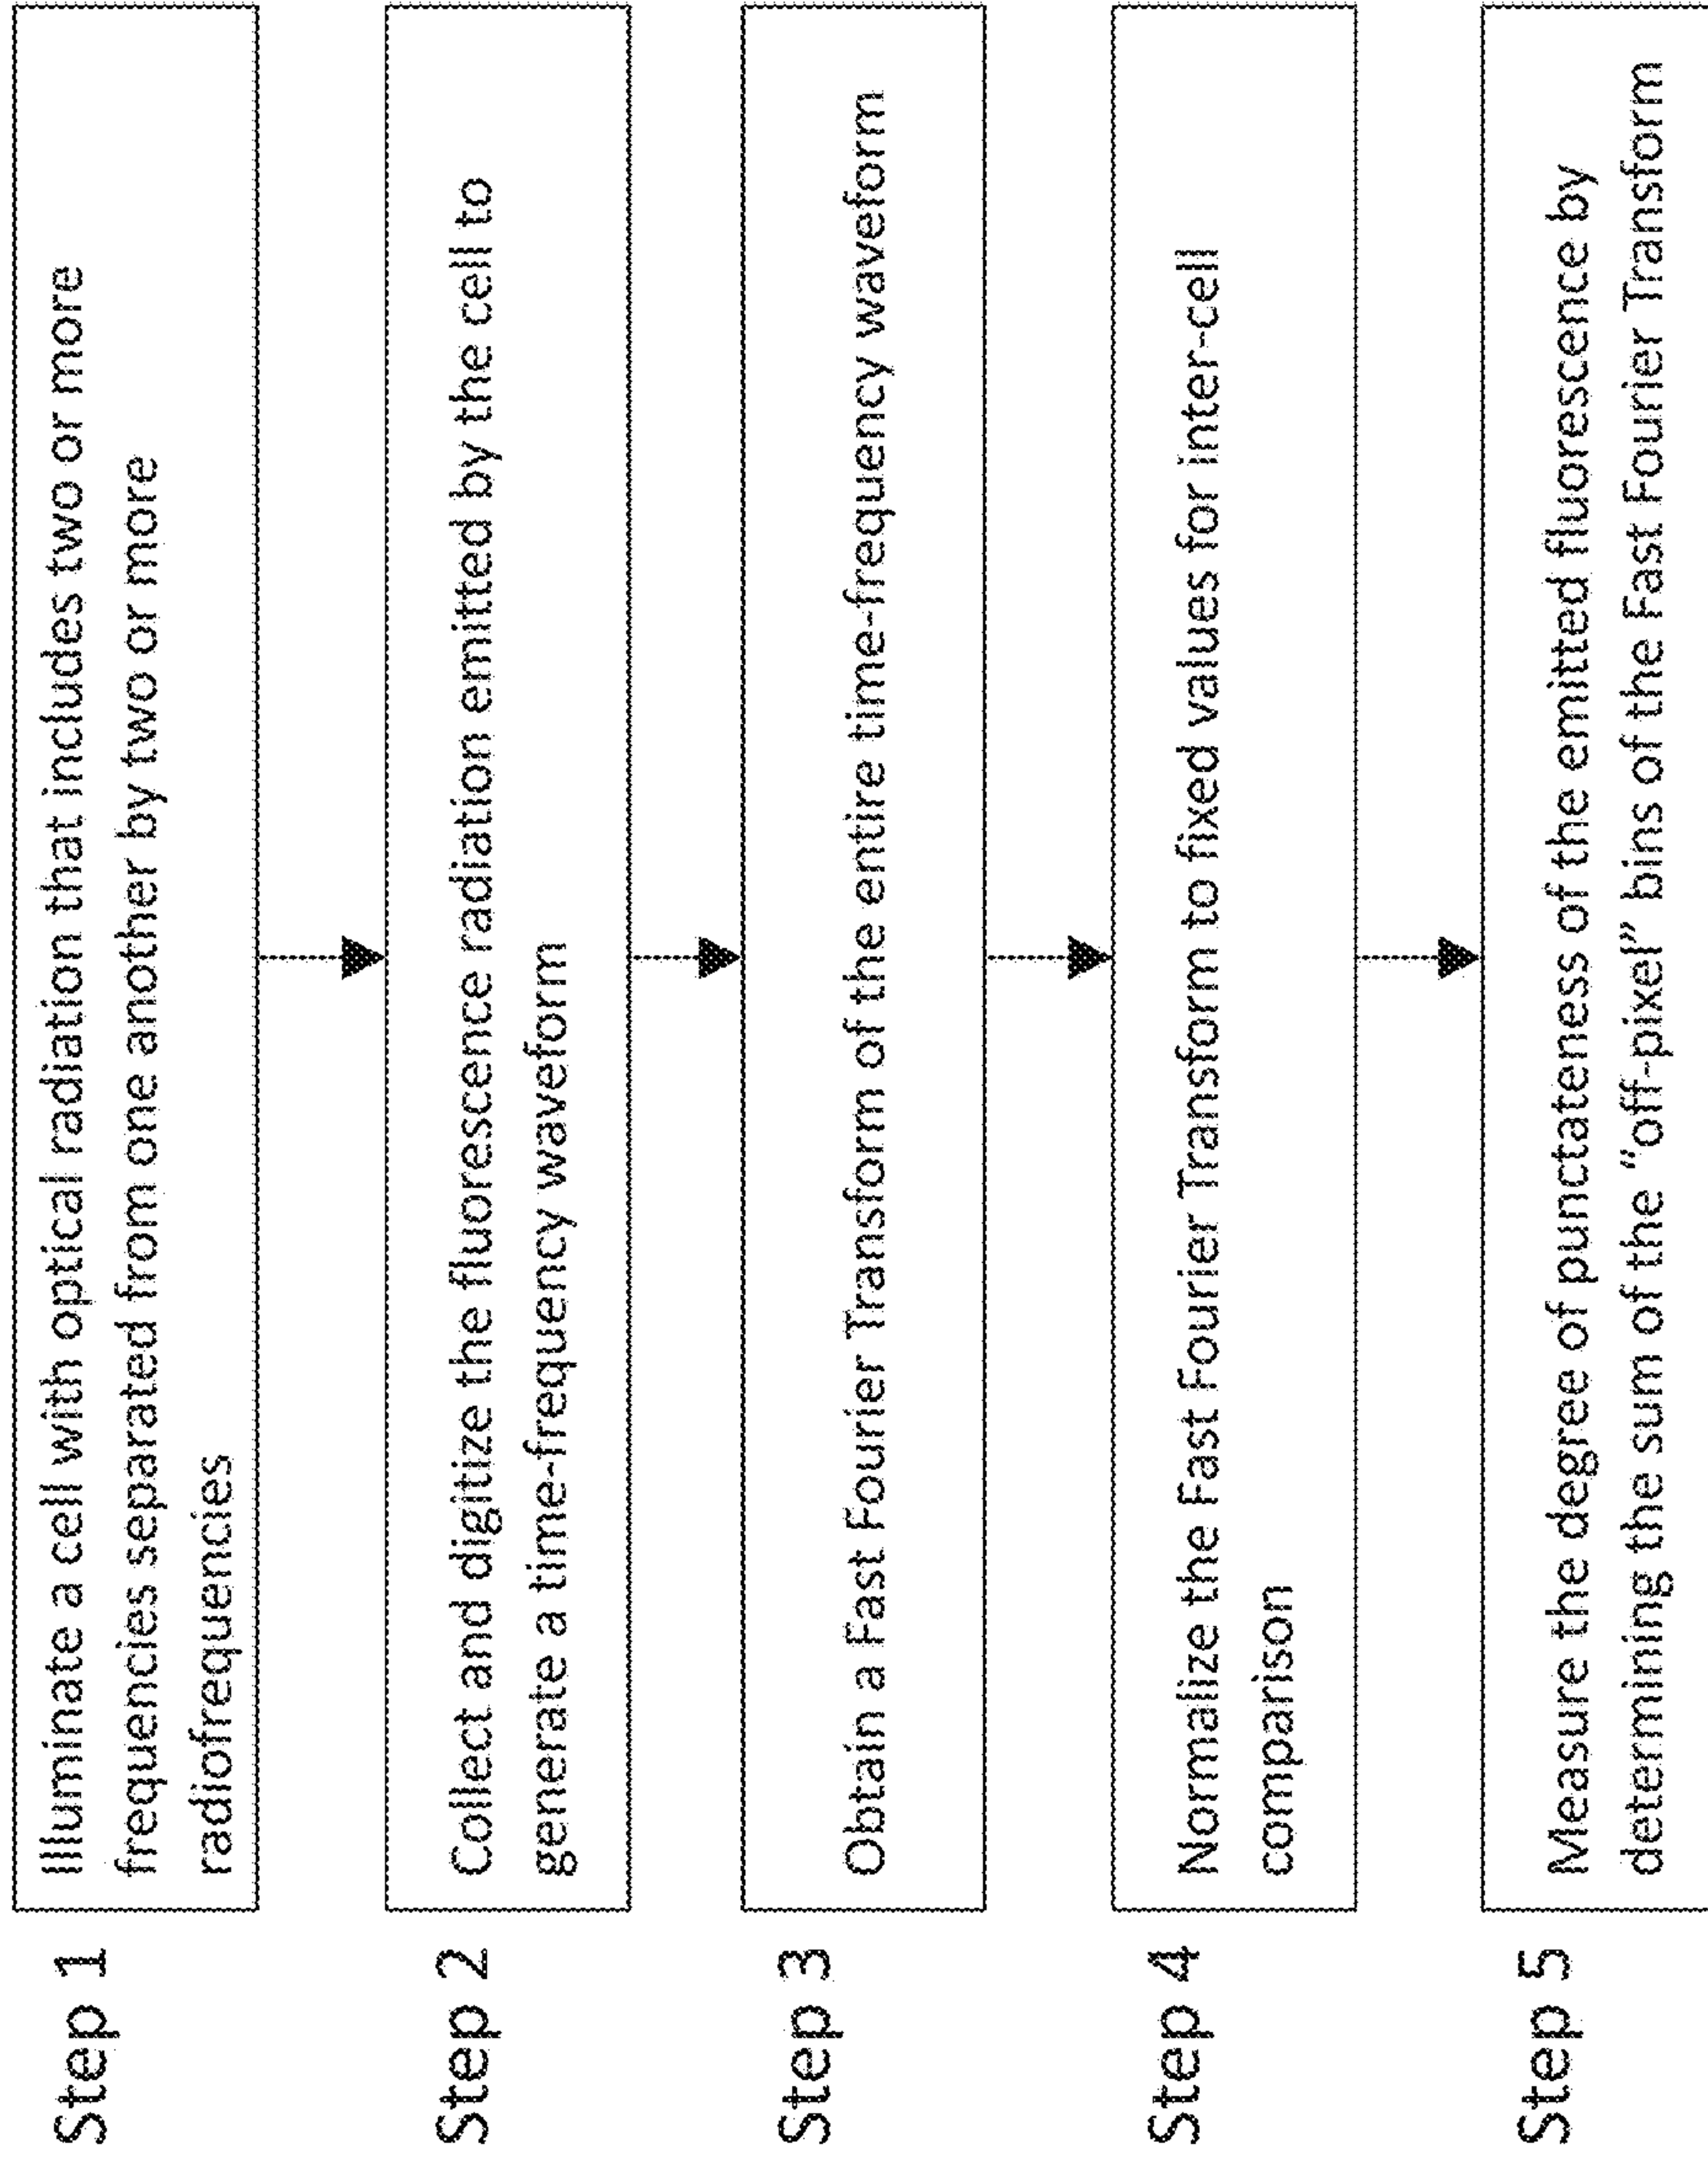 Step 1
Illuminate a cell with optical radiation that includes two or more
frequencies separated from one another by two or more
radiofrequencies
Step 2
Collect and digitize the fluorescence radiation emitted by the cell to
generate a time-frequency waveform
Step 3
Obtain a Fast Fourier Transform of the entire time-frequency waveform
Step 4
Normalize the Fast Fourier Transform to fixed values for inter-cell
comparison
Step 5
Measure the degree of punctateness of the emitted fluorescence by
determining the sum of the “off-pixel” bins of the Fast Fourier Transform